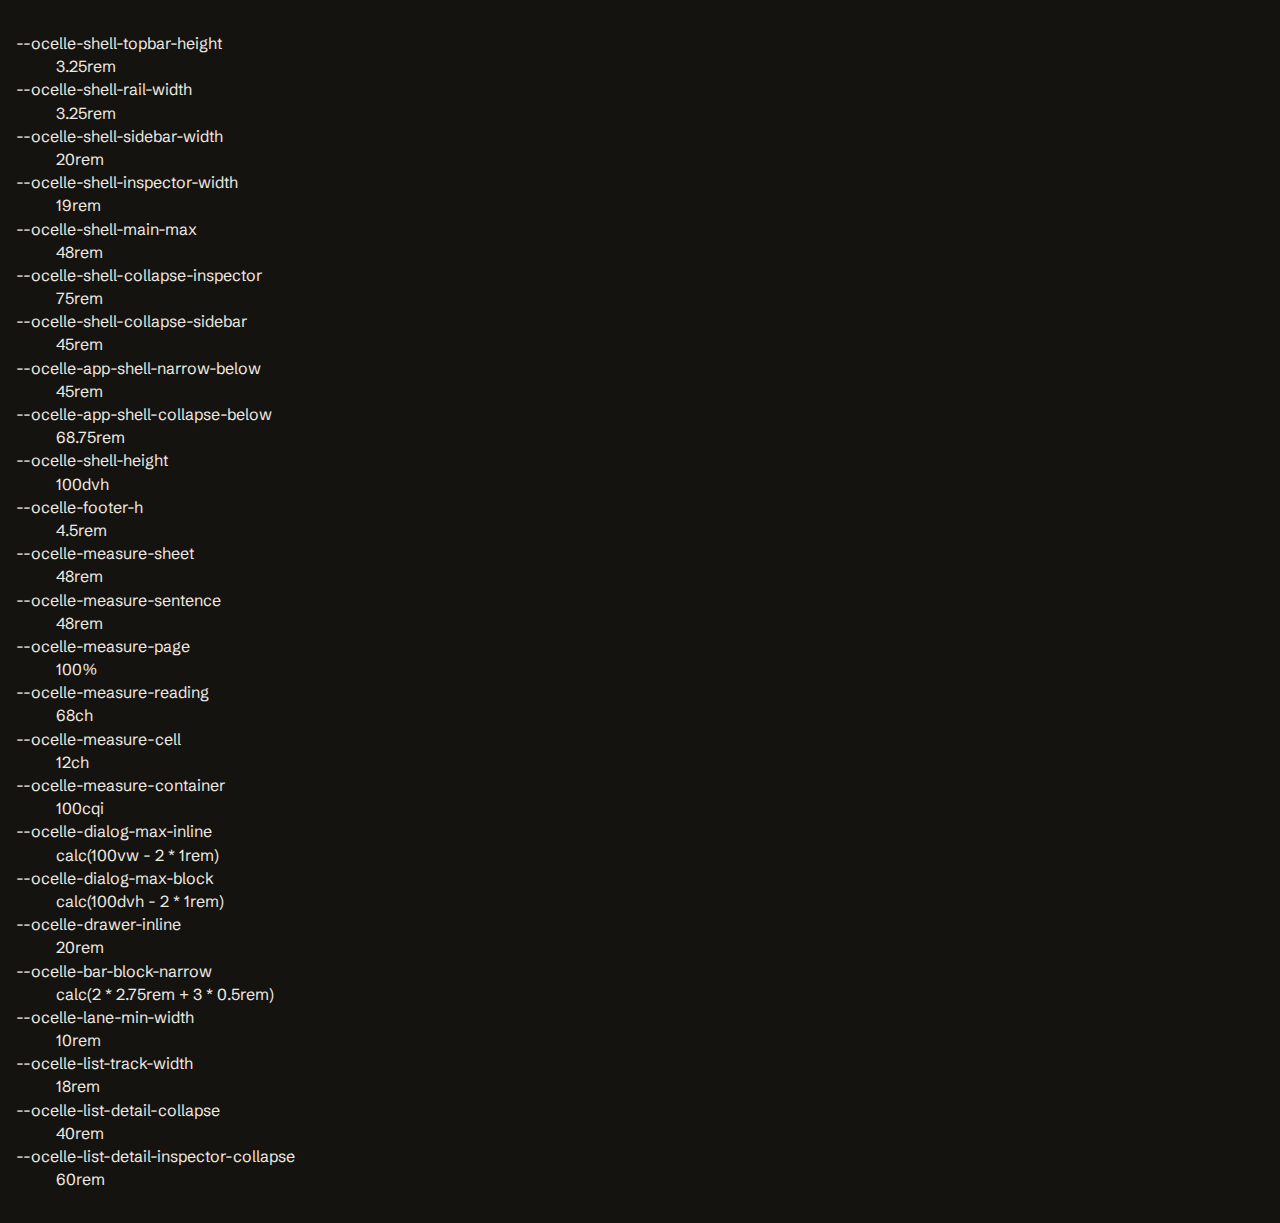 --ocelle-shell-topbar-height
3.25rem
--ocelle-shell-rail-width
3.25rem
--ocelle-shell-sidebar-width
20rem
--ocelle-shell-inspector-width
19rem
--ocelle-shell-main-max
48rem
--ocelle-shell-collapse-inspector
75rem
--ocelle-shell-collapse-sidebar
45rem
--ocelle-app-shell-narrow-below
45rem
--ocelle-app-shell-collapse-below
68.75rem
--ocelle-shell-height
100dvh
--ocelle-footer-h
4.5rem
--ocelle-measure-sheet
48rem
--ocelle-measure-sentence
48rem
--ocelle-measure-page
100%
--ocelle-measure-reading
68ch
--ocelle-measure-cell
12ch
--ocelle-measure-container
100cqi
--ocelle-dialog-max-inline
calc(100vw - 2 * 1rem)
--ocelle-dialog-max-block
calc(100dvh - 2 * 1rem)
--ocelle-drawer-inline
20rem
--ocelle-bar-block-narrow
calc(2 * 2.75rem + 3 * 0.5rem)
--ocelle-lane-min-width
10rem
--ocelle-list-track-width
18rem
--ocelle-list-detail-collapse
40rem
--ocelle-list-detail-inspector-collapse
60rem